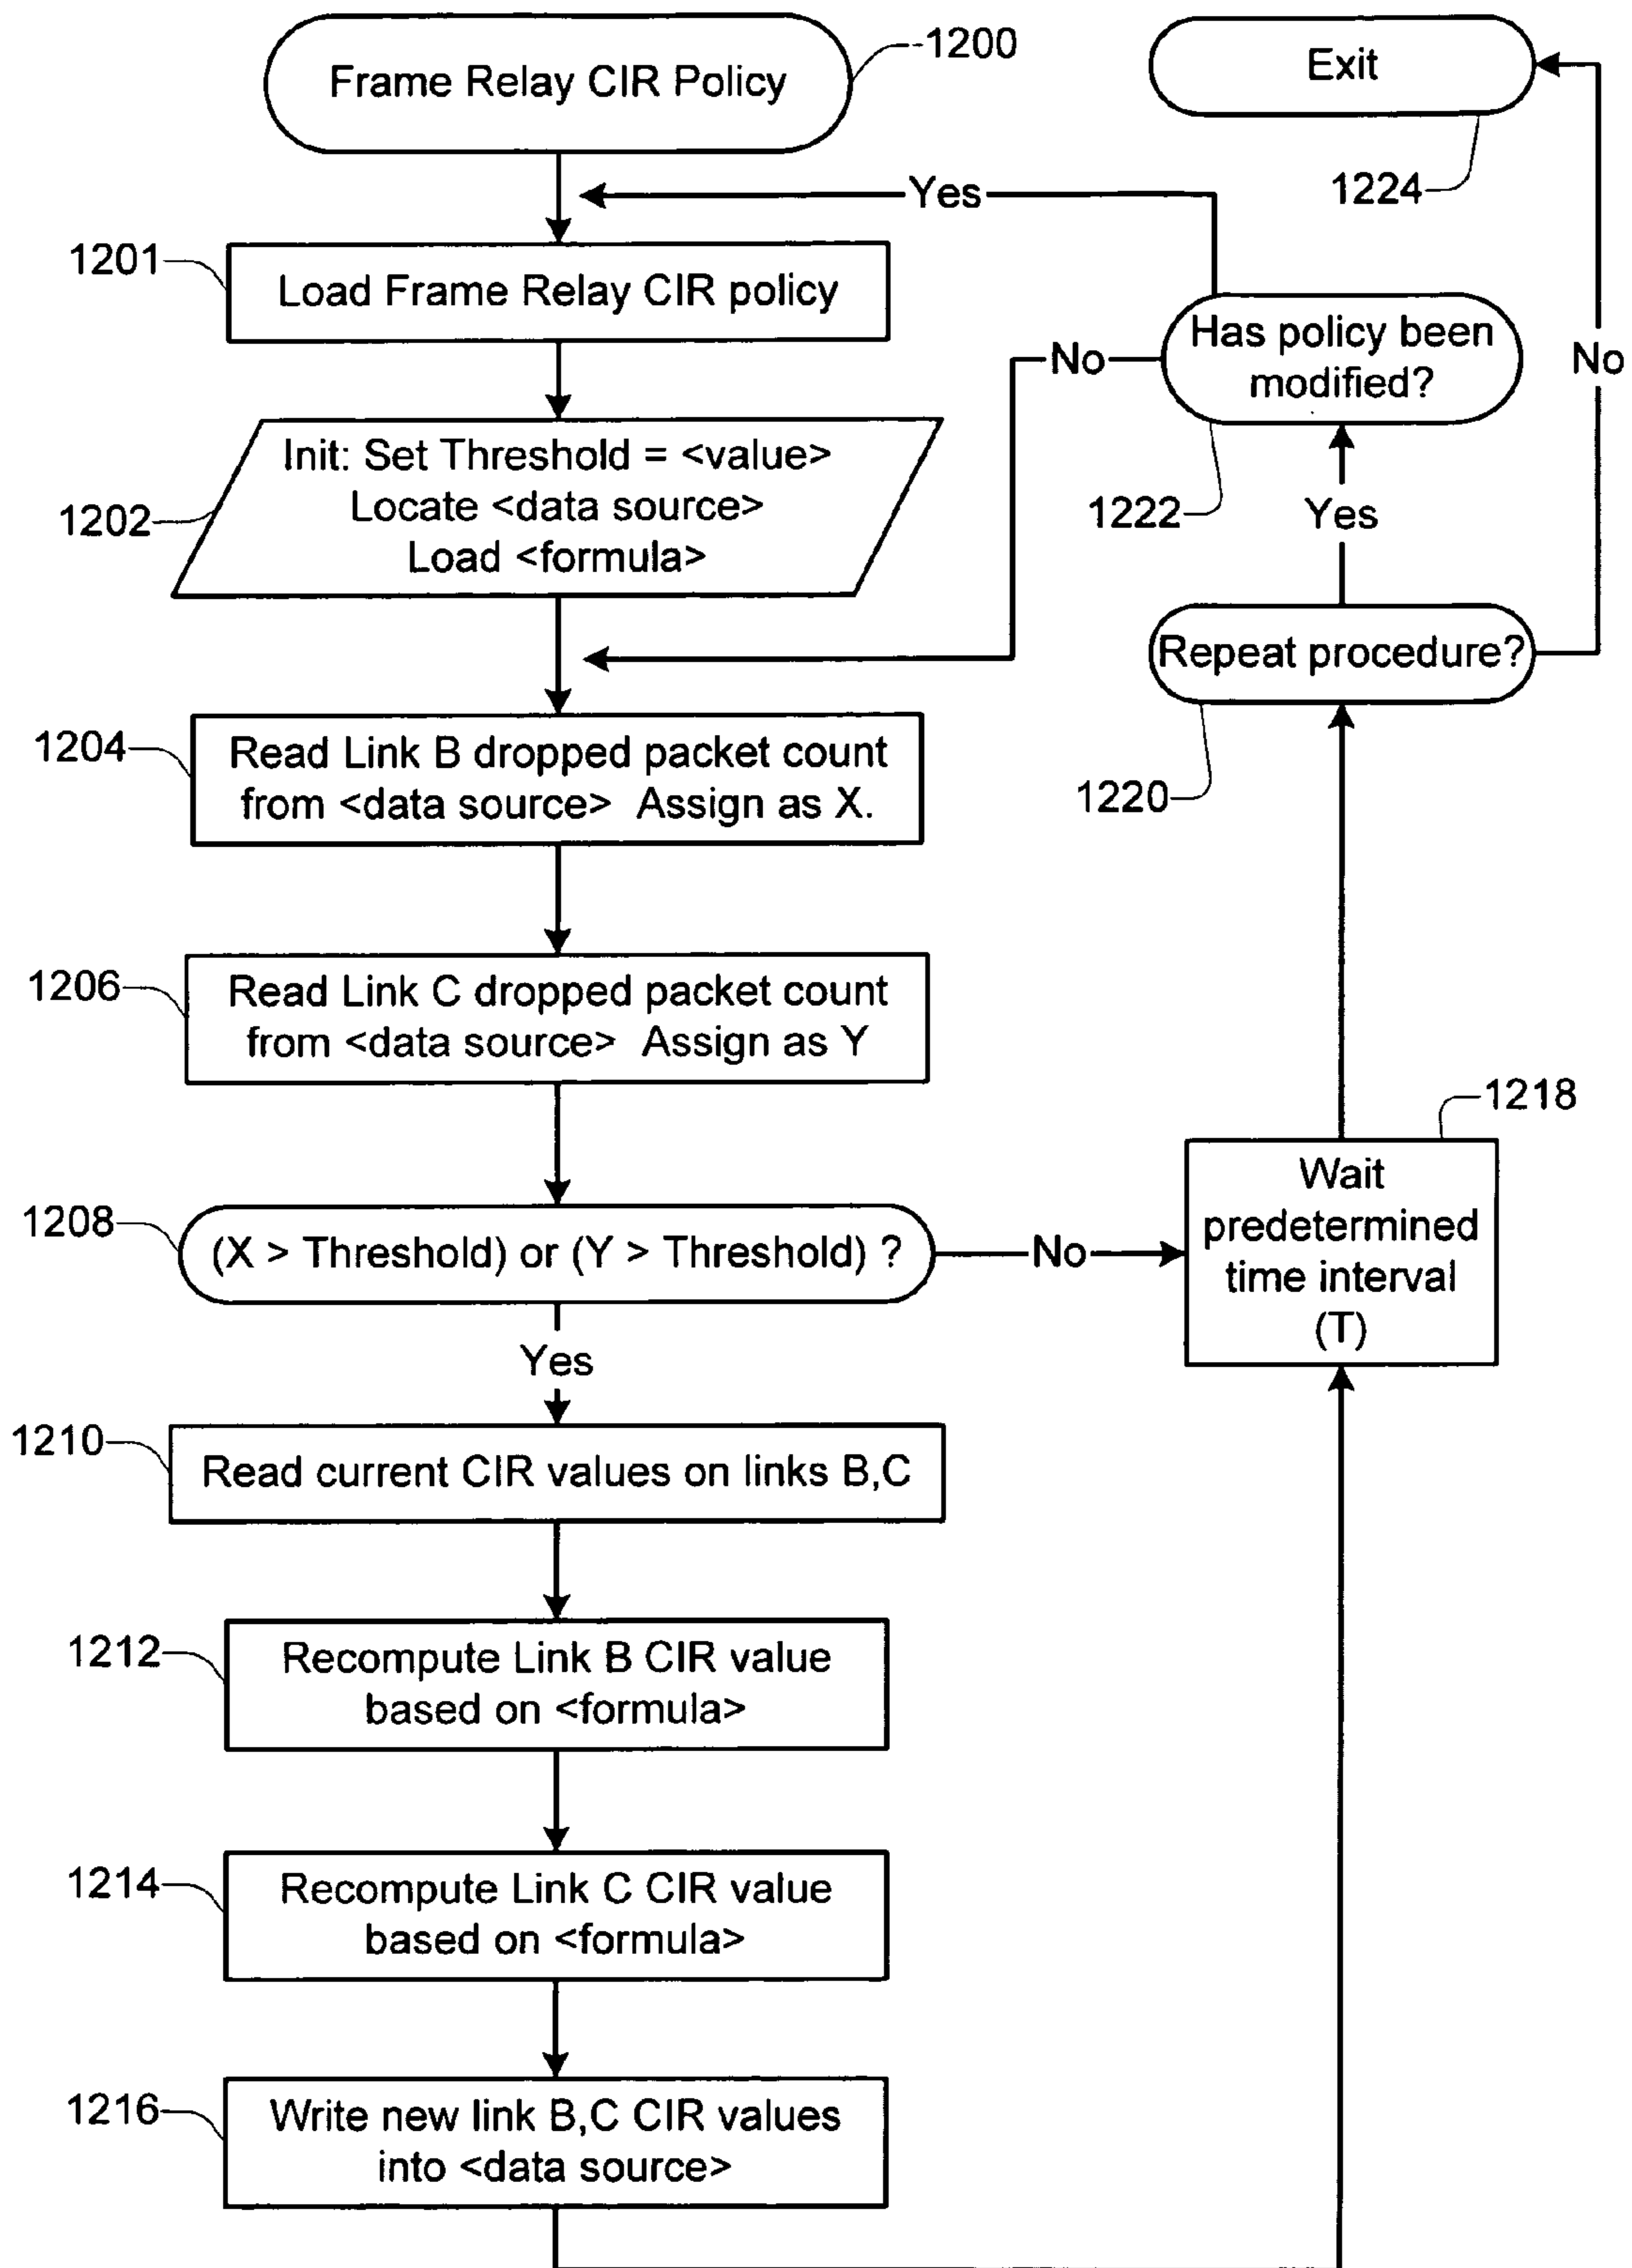 Frame Relay CIR Policy
1200
Exit
1224
Yes
1201
Load Frame Relay CIR policy
Has policy been
modified?
No
No
1222
Init: Set Threshold = <value>
Locate <data source>
Load <formula>
1202
Yes
Repeat procedure?
1220
1204
Read Link B dropped packet count
from <data source> Assign as X.
1206
Read Link C dropped packet count
from <data source> Assign as Y
1218
Wait
predetermined
time interval
(T)
1208
(X > Threshold) or (Y > Threshold) ?
No
Yes
1210
Read current CIR values on links B,C
1212
Recompute Link B CIR value
based on <formula>
1214
Recompute Link C CIR value
based on <formula>
1216
Write new link B,C CIR values
into <data source>